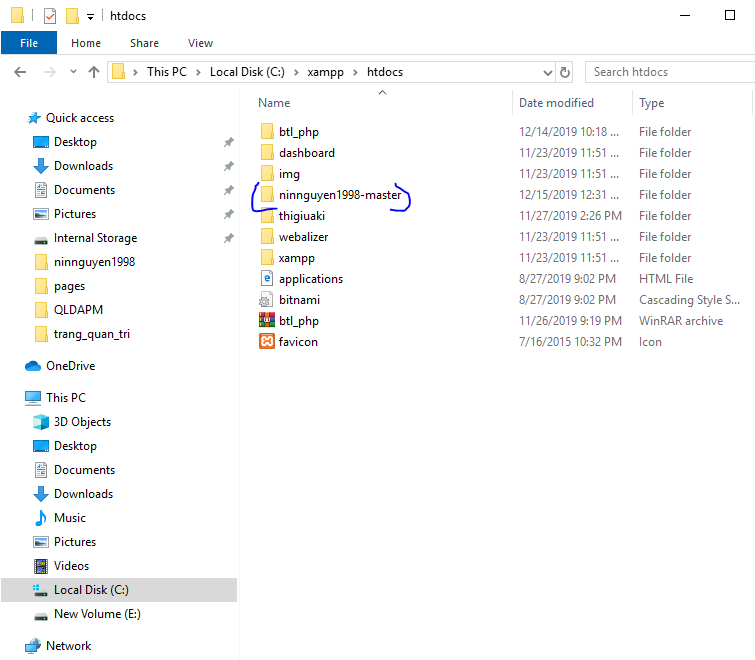 htdocs
File Home Share View
This PC Local Disk (C:) xampp htdocs Search htdocs
Name Date modified Type
Quick access
Desktop
Downloads
Documents
Pictures
Internal Storage
ninnguyen1998
pages
QLDAPM
trang_quan_tri
OneDrive
This PC
3D Objects
Desktop
Documents
Downloads
Music
Pictures
Videos
Local Disk (C:)
New Volume (E:)
Network
btl_php 12/14/2019 10:18 ... File folder
dashboard 11/23/2019 11:51 ... File folder
img 11/23/2019 11:51 ... File folder
ninnguyen1998-master 12/15/2019 12:31 ... File folder
thigiuaki 11/27/2019 2:26 PM File folder
webalizer 11/23/2019 11:51 ... File folder
xampp 11/23/2019 11:51 ... File folder
applications 8/27/2019 9:02 PM HTML File
bitnami 8/27/2019 9:02 PM Cascading Style S...
btl_php 11/26/2019 9:19 PM WinRAR archive
favicon 7/16/2015 10:32 PM Icon